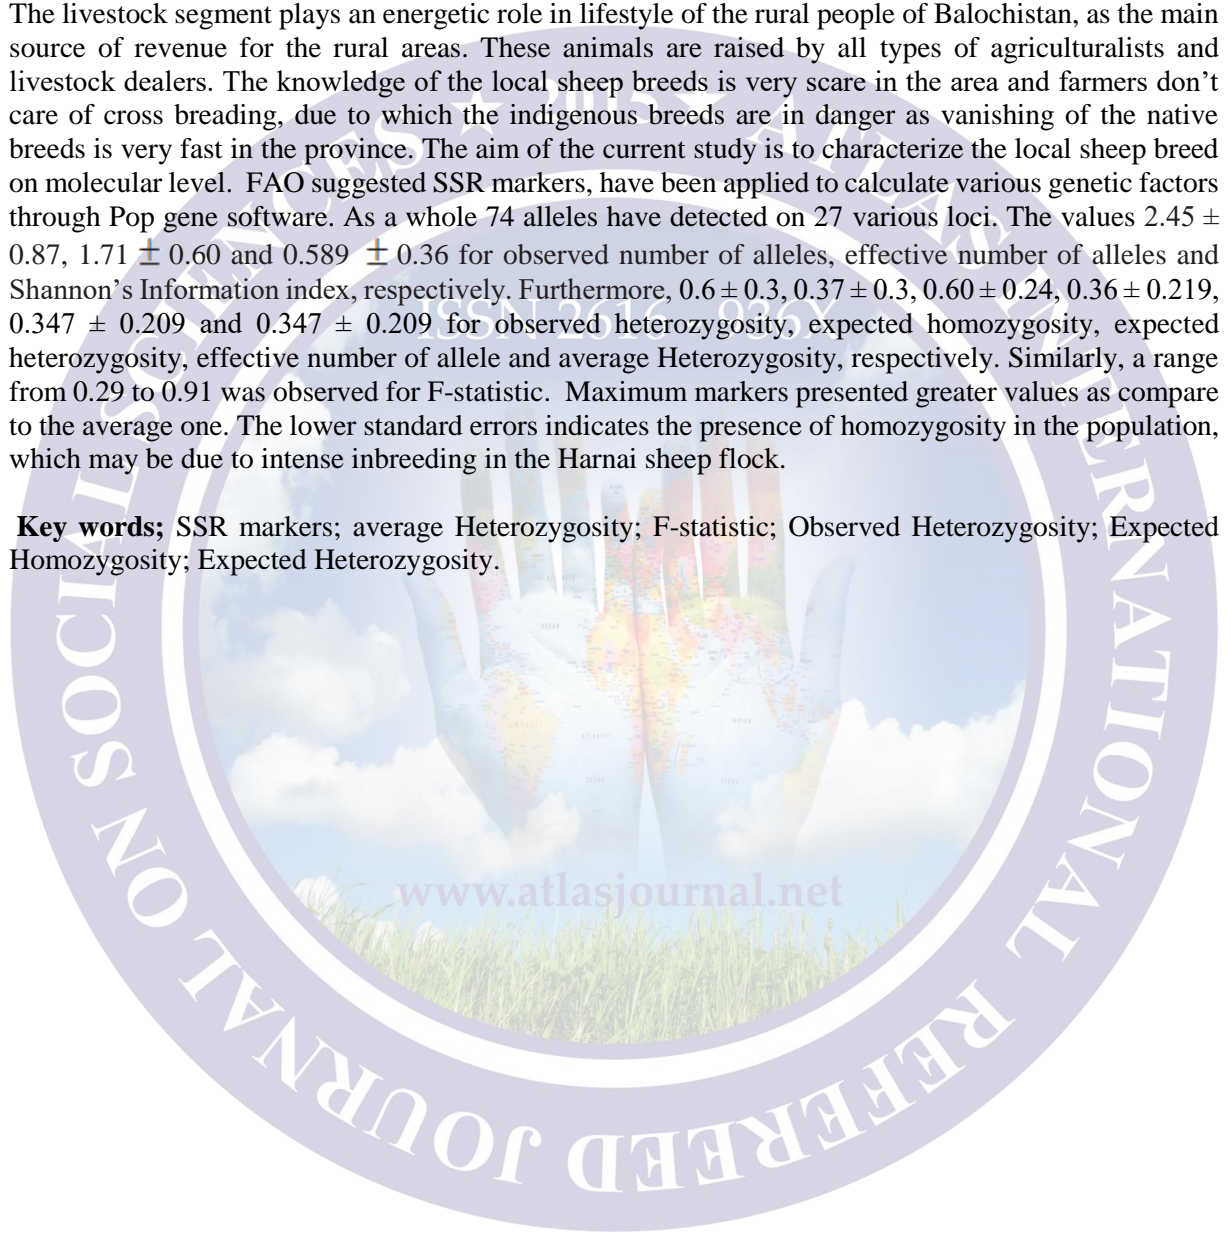 The livestock segment plays an energetic role in lifestyle of the rural people of Balochistan, as the main
source of revenue for the rural areas. These animals are raised by all types of agriculturalists and
livestock dealers. The knowledge of the local sheep breeds is very scare in the area and farmers don’t
care of cross breading, due to which the indigenous breeds are in danger as vanishing of the native
breeds is very fast in the province. The aim of the current study is to characterize the local sheep breed
on molecular level. FAO suggested SSR markers, have been applied to calculate various genetic factors
through Pop gene software. As a whole 74 alleles have detected on 27 various loci. The values 2.45 ±
0.87, 1.71 ± 0.60 and 0.589 ± 0.36 for observed number of alleles, effective number of alleles and
Shannon’s Information index, respectively. Furthermore, 0.6 ± 0.3, 0.37 ± 0.3, 0.60 ± 0.24, 0.36 ± 0.219,
0.347 ± 0.209 and 0.347 ± 0.209 for observed heterozygosity, expected homozygosity, expected
heterozygosity, effective number of allele and average Heterozygosity, respectively. Similarly, a range
from 0.29 to 0.91 was observed for F-statistic. Maximum markers presented greater values as compare
to the average one. The lower standard errors indicates the presence of homozygosity in the population,
which may be due to intense inbreeding in the Harnai sheep flock.
Key words; SSR markers; average Heterozygosity; F-statistic; Observed Heterozygosity; Expected
Homozygosity; Expected Heterozygosity.
★ 2015 ★
ATLAS INTERNATIONAL REFEREED JOURNAL ON SOCIAL SCIENCES
ISSN 2616 - 936X
www.atlasjournal.net